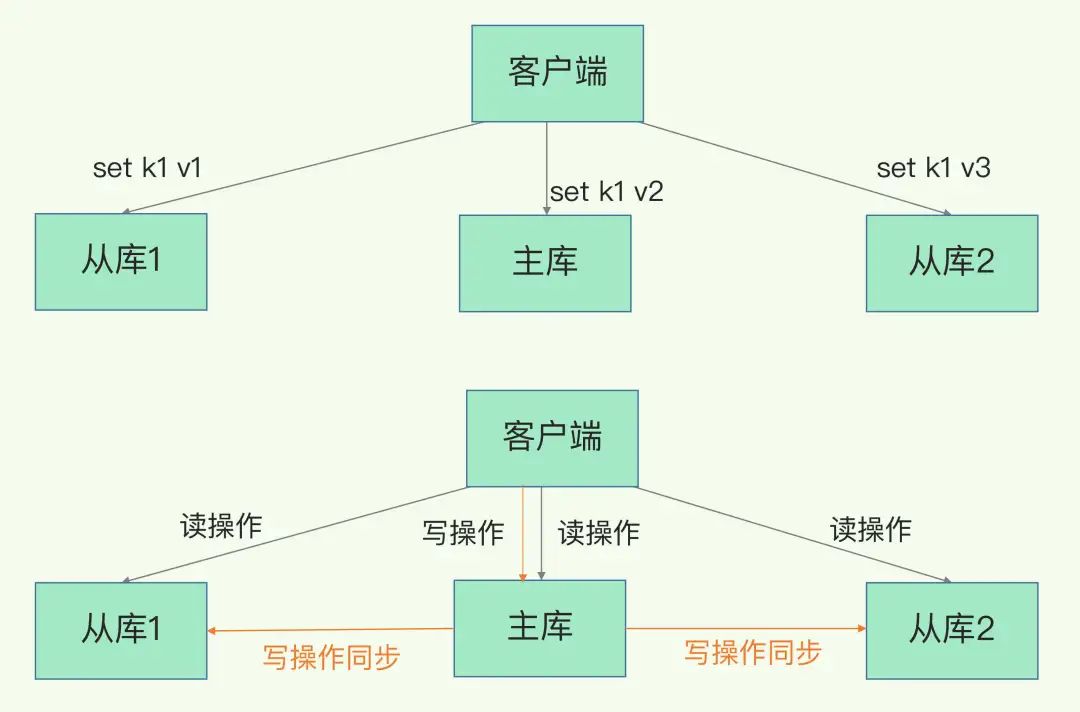 客户端
set k1 v1
set k1 v2
set k1 v3
从库1
主库
从库2
客户端
读操作
写操作
读操作
读操作
从库1
主库
从库2
写操作同步
写操作同步